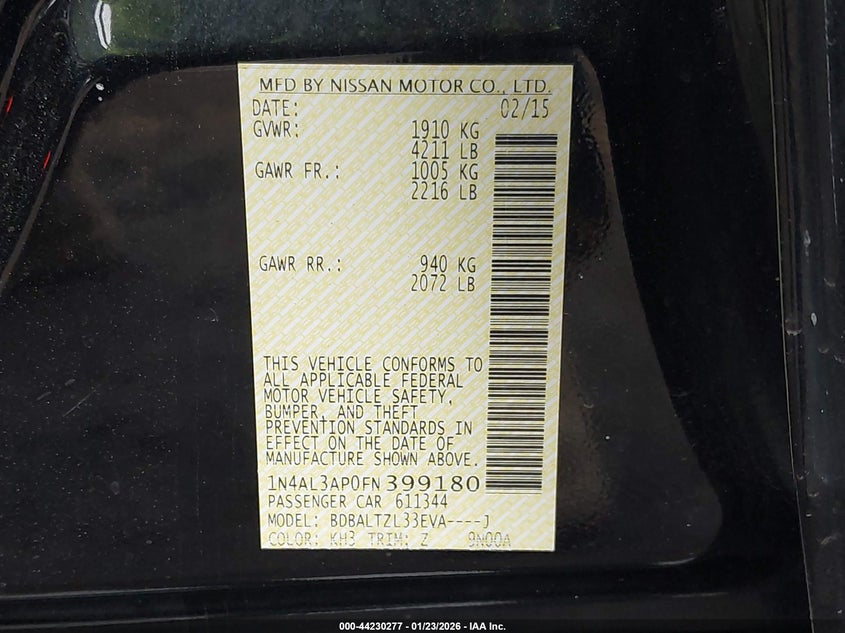 MFD BY NISSAN MOTOR CO., LTD.
DATE: 02/15
GVWR: 1910 KG
4211 LB
GAWR FR.: 1005 KG
2216 LB
GAWR RR.: 940 KG
2072 LB
THIS VEHICLE CONFORMS TO
ALL APPLICABLE FEDERAL
MOTOR VEHICLE SAFETY,
BUMPER, AND THEFT
PREVENTION STANDARDS IN
EFFECT ON THE DATE OF
MANUFACTURE SHOWN ABOVE.
1N4AL3AP0FN399180
PASSENGER CAR 611344
MODEL: BDBALTZL33EVA----J
COLOR: KH3 TRIM: Z 9N00A
000-44230277 - 01/23/2026 - IAA Inc.